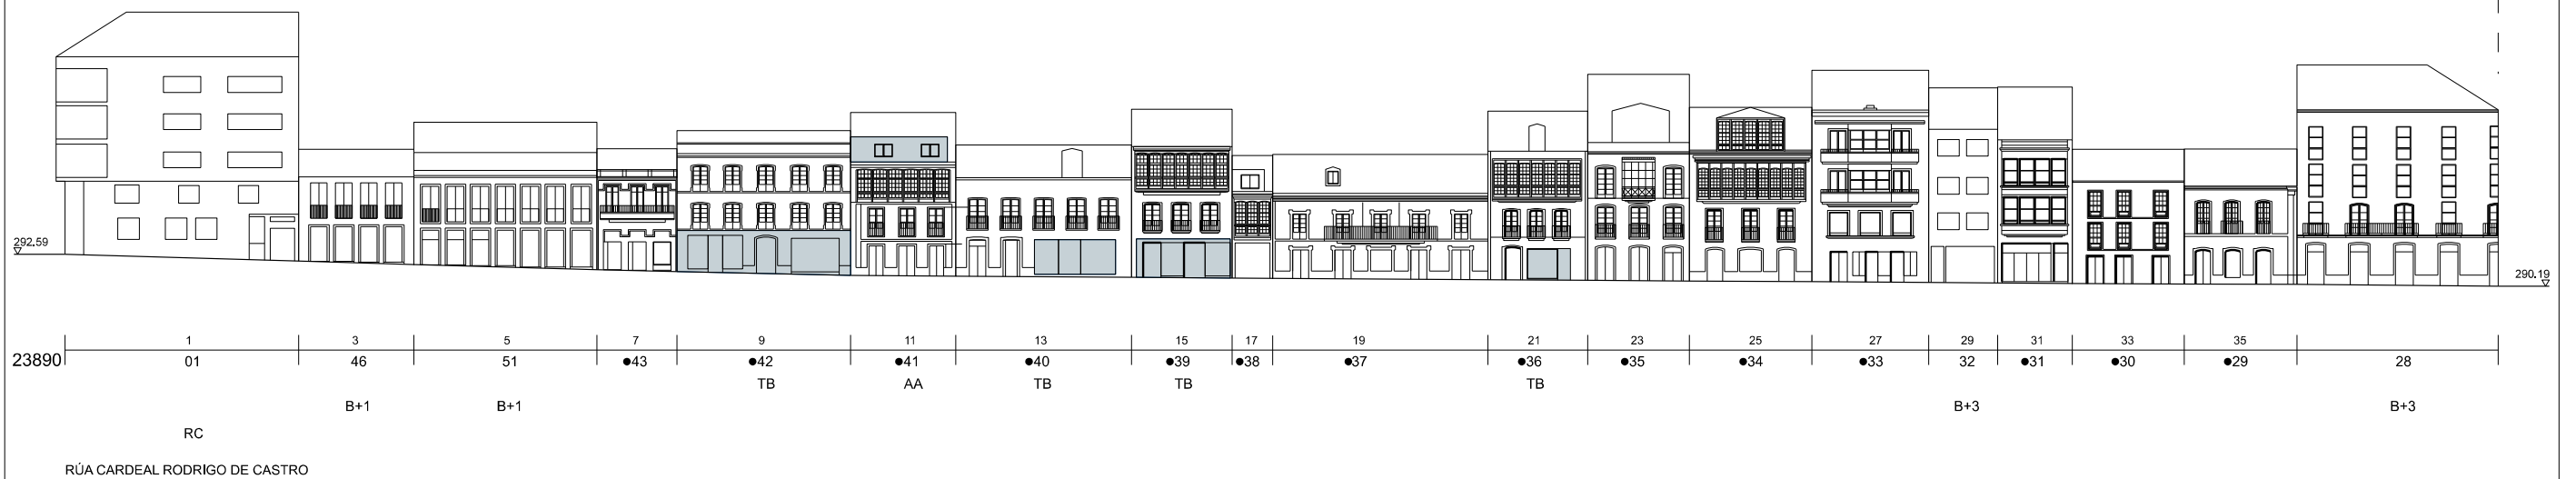 292.59
290.19
1 3 5 7 9 11 13 15 17 19 21 23 25 27 29 31 33 35
23890 01 46 51 ●43 ●42 ●41 ●40 ●39 ●38 ●37 ●36 ●35 ●34 ●33 32 ●31 ●30 ●29 28
TB AA TB TB TB
B+1 B+1 B+3 B+3
RC
RÚA CARDEAL RODRIGO DE CASTRO